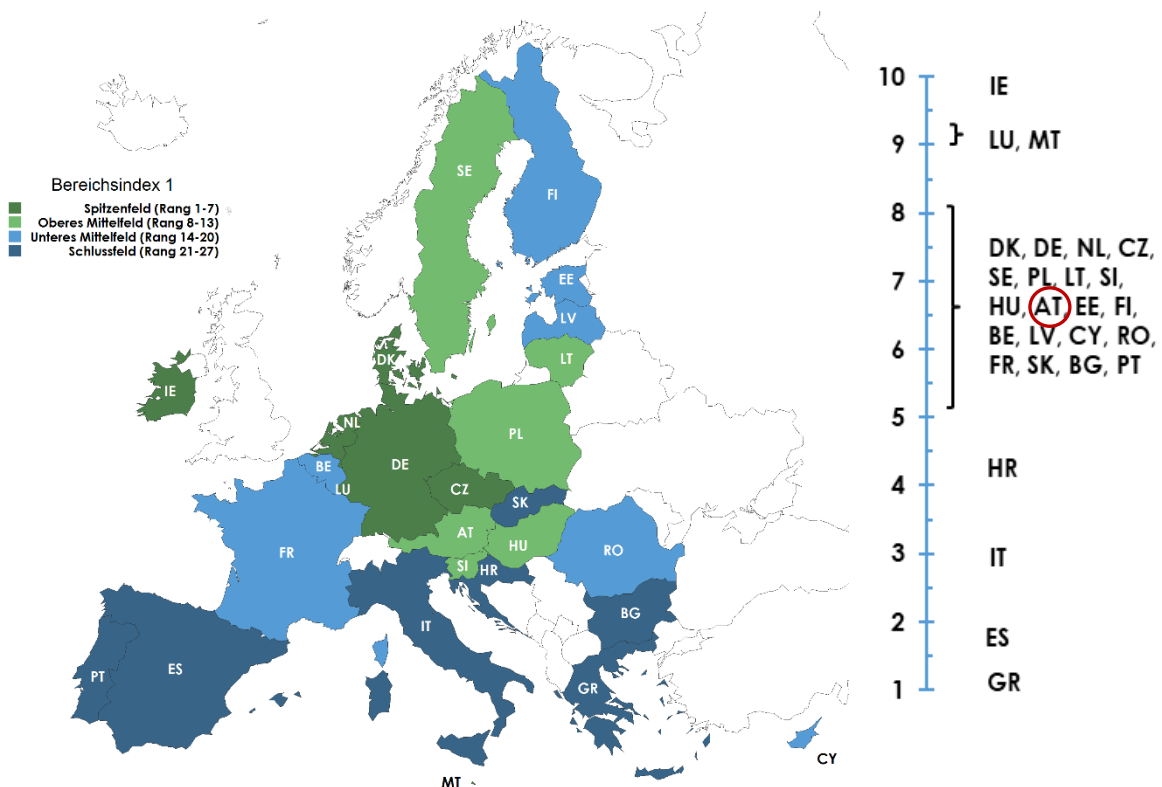 Bereichsindex 1
Spitzenfeld (Rang 1-7)
Oberes Mittelfeld (Rang 8-13)
Unteres Mittelfeld (Rang 14-20)
Schlussfeld (Rang 21-27)
SE
FI
EE
LV
LT
DK
IE
NL
PL
BE
DE
LU
CZ
SK
FR
AT
HU
RO
SI
HR
BG
IT
PT
ES
GR
MT
CY
10
9
8
7
6
5
4
3
2
1
IE
LU, MT
DK, DE, NL, CZ,
SE, PL, LT, SI,
HU, AT, EE, FI,
BE, LV, CY, RO,
FR, SK, BG, PT
HR
IT
ES
GR